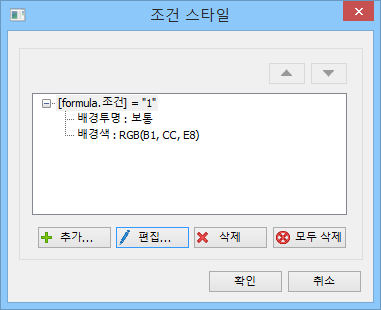 조건 스타일
[formula.조건] = "1"
배경투명 : 보통
배경색 : RGB(B1, CC, E8)
추가... 편집... 삭제 모두 삭제
확인 취소